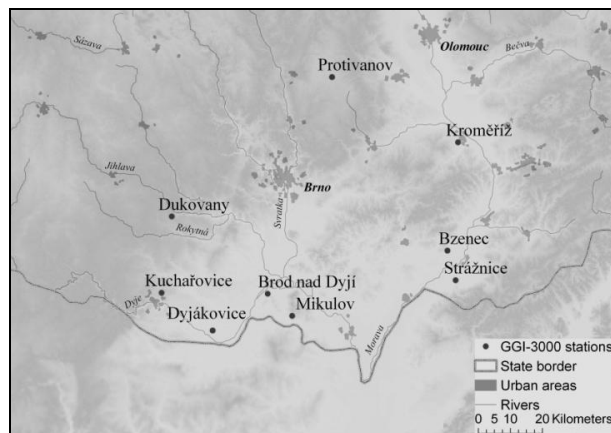 Olomouc
Sázava
Bečva
Protivanov
Kroměříž
Jihlava
Brno
Dukovany
Svratka
Rokytná
Bzenec
Strážnice
Kuchařovice
Brod nad Dyjí
Dyje
Mikulov
Dyjákovice
Morava
GGI-3000 stations
State border
Urban areas
Rivers
0 5 10 20 Kilometers